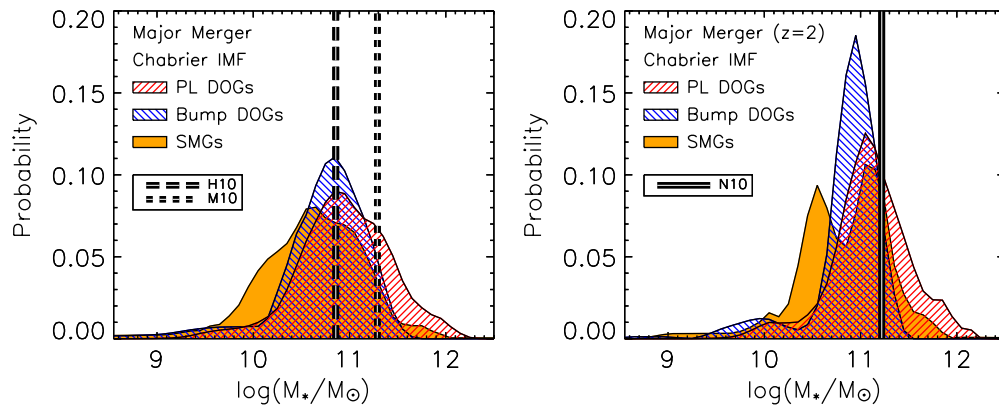 0.20
0.15
0.10
0.05
0.00
Probability
Major Merger
Chabrier IMF
PL DOGs
Bump DOGs
SMGs
H10
M10
9 10 11 12
log(M*/M⊙)
0.20
0.15
0.10
0.05
0.00
Probability
Major Merger (z=2)
Chabrier IMF
PL DOGs
Bump DOGs
SMGs
N10
9 10 11 12
log(M*/M⊙)